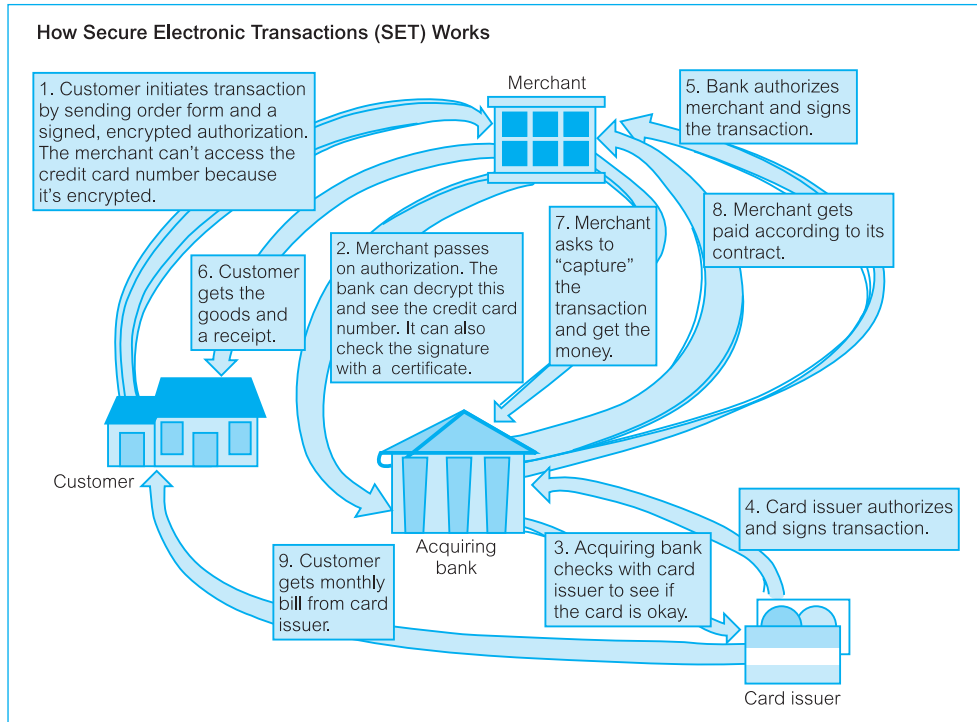 How Secure Electronic Transactions (SET) Works
1. Customer initiates transaction
by sending order form and a
signed, encrypted authorization.
The merchant can't access the
credit card number because
it's encrypted.
Merchant
5. Bank authorizes
merchant and signs
the transaction.
2. Merchant passes
on authorization. The
bank can decrypt this
and see the credit card
number. It can also
check the signature
with a certificate.
7. Merchant
asks to
“capture”
the
transaction
and get the
money.
8. Merchant gets
paid according to its
contract.
6. Customer
gets the
goods and
a receipt.
Customer
Acquiring
bank
4. Card issuer authorizes
and signs transaction.
3. Acquiring bank
checks with card
issuer to see if
the card is okay.
9. Customer
gets monthly
bill from card
issuer.
Card issuer